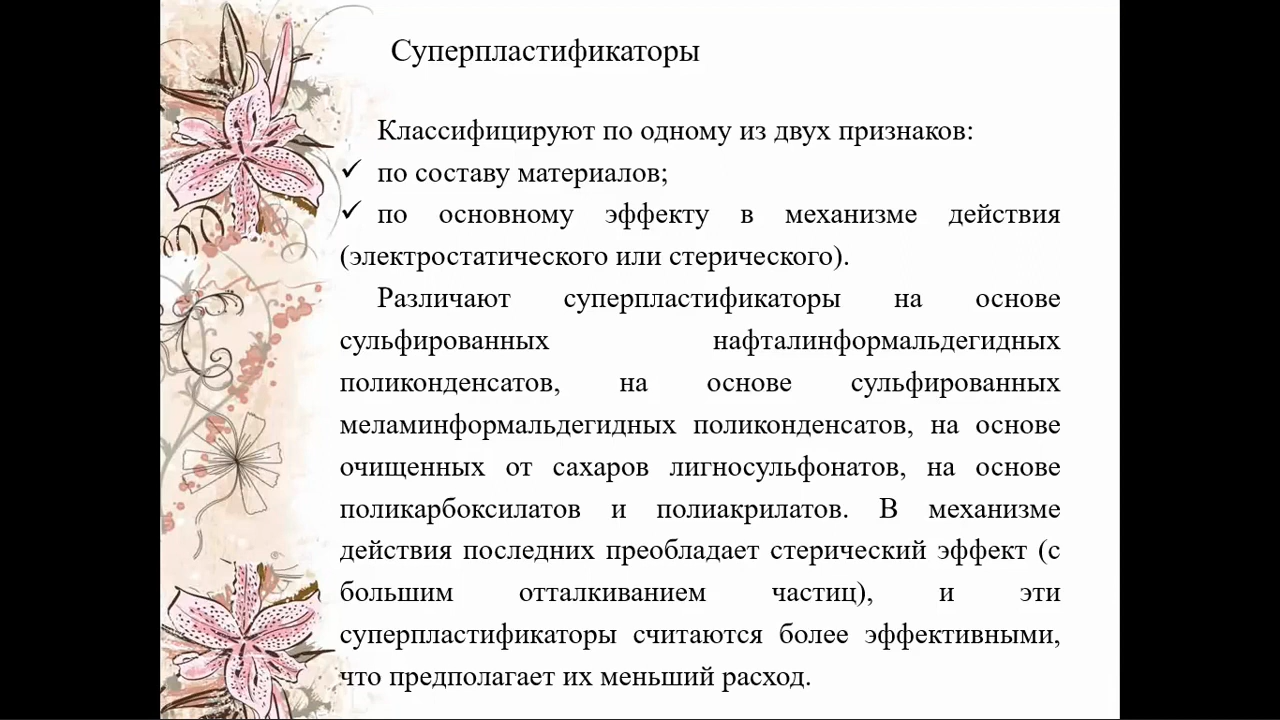 Суперпластификаторы
Классифицируют по одному из двух признаков:
✓ по составу материалов;
✓ по основному эффекту в механизме действия
(электростатического или стерического).
Различают суперпластификаторы на основе
сульфированных нафталинформальдегидных
поликонденсатов, на основе сульфированных
меламинформальдегидных поликонденсатов, на основе
очищенных от сахаров лигносульфонатов, на основе
поликарбоксилатов и полиакрилатов. В механизме
действия последних преобладает стерический эффект (с
большим отталкиванием частиц), и эти
суперпластификаторы считаются более эффективными,
что предполагает их меньший расход.